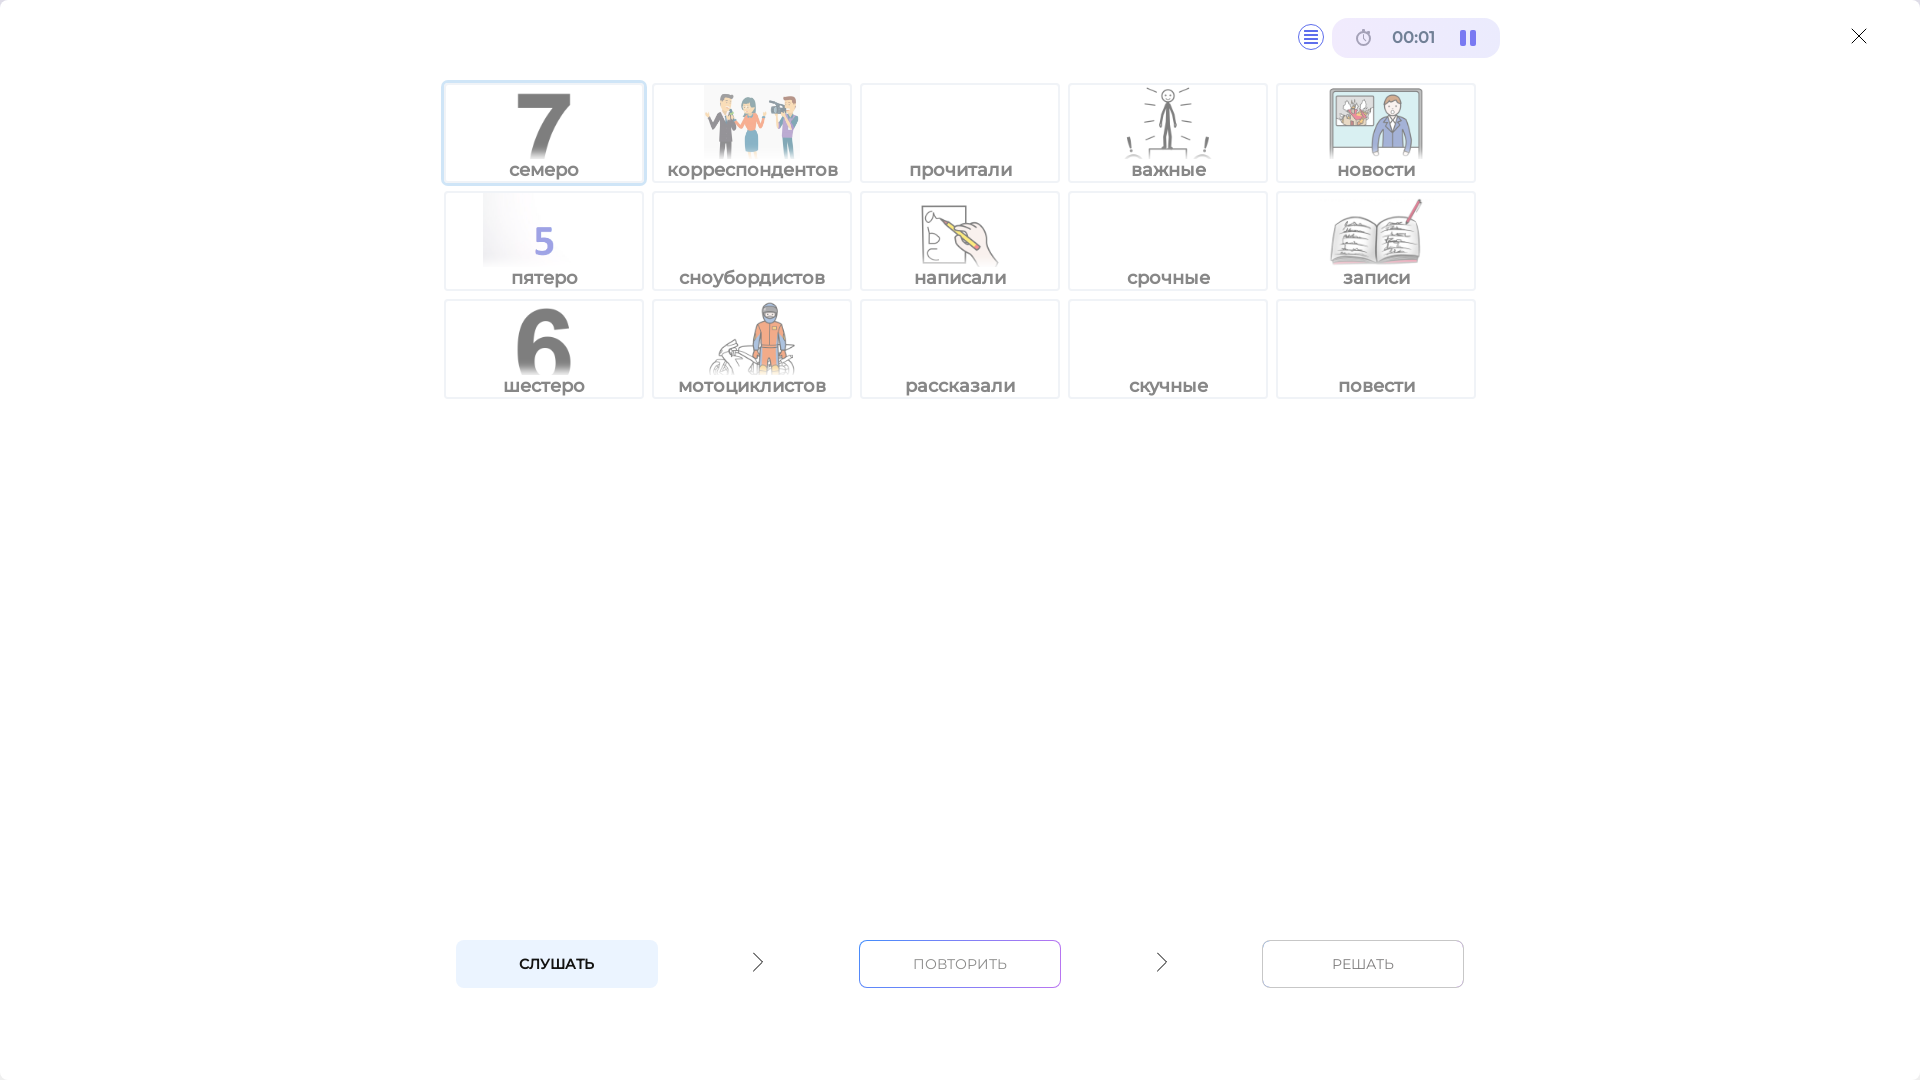 00:01
7
семеро
корреспондентов
прочитали
важные
новости
5
пятеро
сноубордистов
a
b
c
написали
срочные
записи
6
шестеро
мотоциклистов
рассказали
скучные
повести
СЛУШАТЬ
ПОВТОРИТЬ
РЕШАТЬ